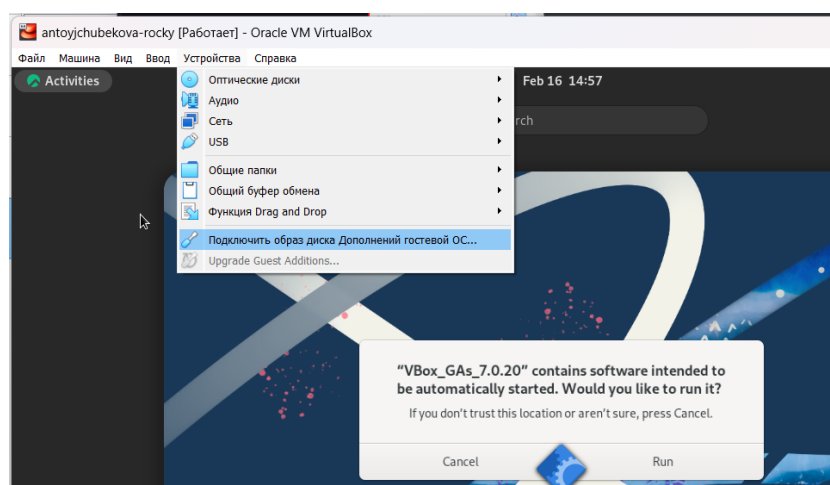 antoyjchubekova-rocky [Работает] - Oracle VM VirtualBox
Файл Машина Вид Ввод Устройства Справка
Activities
Feb 16 14:57
Оптические диски
Аудио
Сеть
rch
USB
Общие папки
Общий буфер обмена
Функция Drag and Drop
Подключить образ диска Дополнений гостевой ОС...
Upgrade Guest Additions...
“VBox_GAs_7.0.20” contains software intended to
be automatically started. Would you like to run it?
If you don't trust this location or aren't sure, press Cancel.
Cancel Run